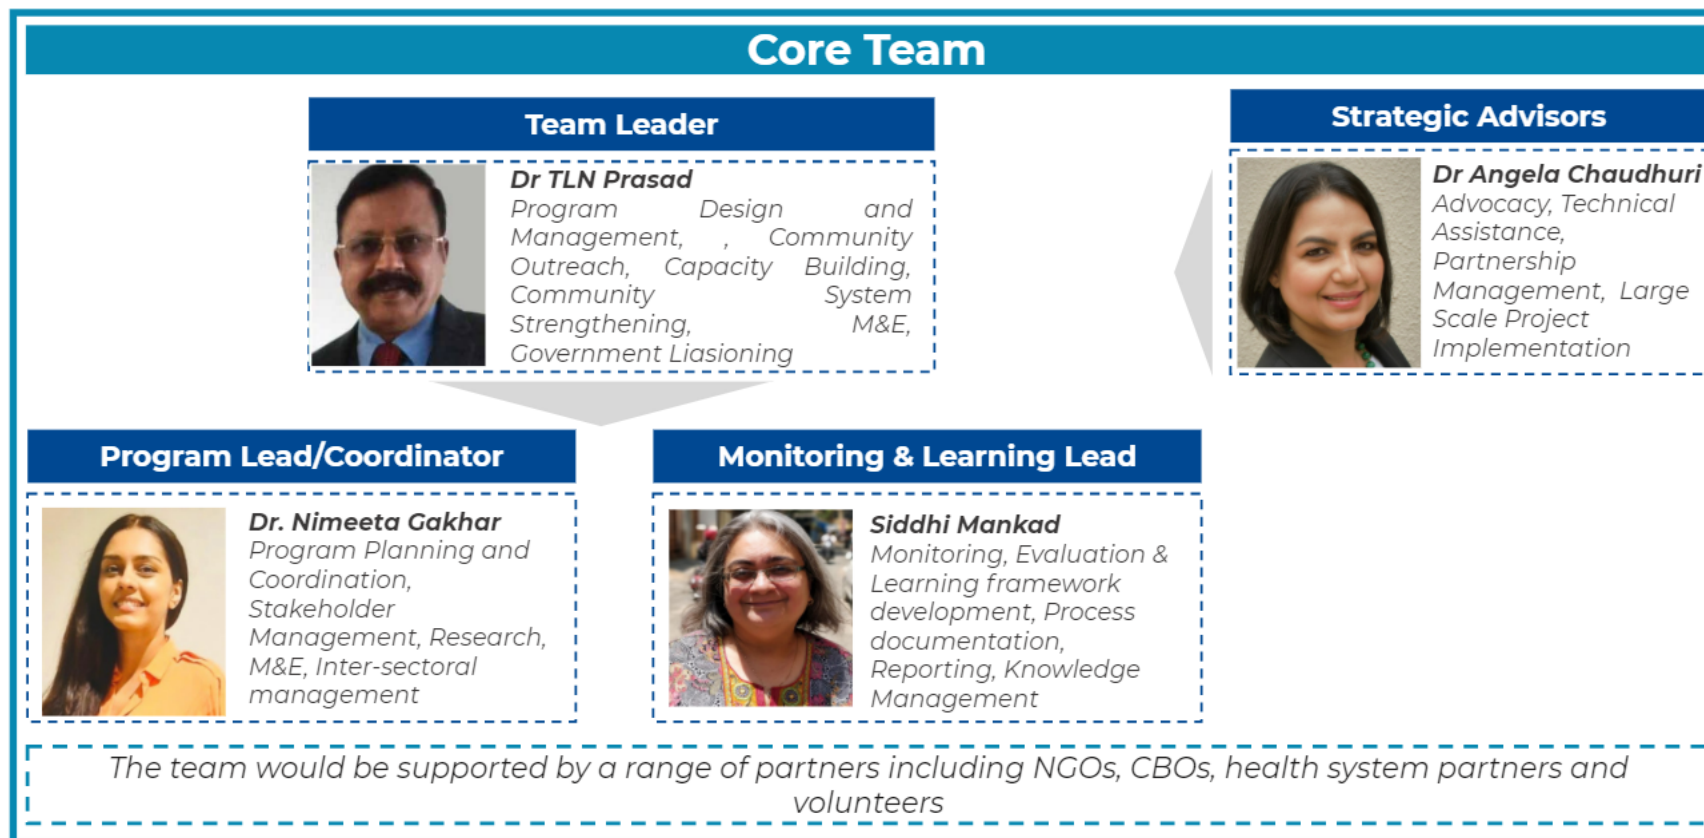 Core Team
Team Leader
Dr TLN Prasad
Program Design and
Management, , Community
Outreach, Capacity Building,
Community System
Strengthening, M&E,
Government Liasioning
Strategic Advisors
Dr Angela Chaudhuri
Advocacy, Technical
Assistance,
Partnership
Management, Large
Scale Project
Implementation
Program Lead/Coordinator
Dr. Nimeeta Gakhar
Program Planning and
Coordination,
Stakeholder
Management, Research,
M&E, Inter-sectoral
management
Monitoring & Learning Lead
Siddhi Mankad
Monitoring, Evaluation &
Learning framework
development, Process
documentation,
Reporting, Knowledge
Management
The team would be supported by a range of partners including NGOs, CBOs, health system partners and
volunteers